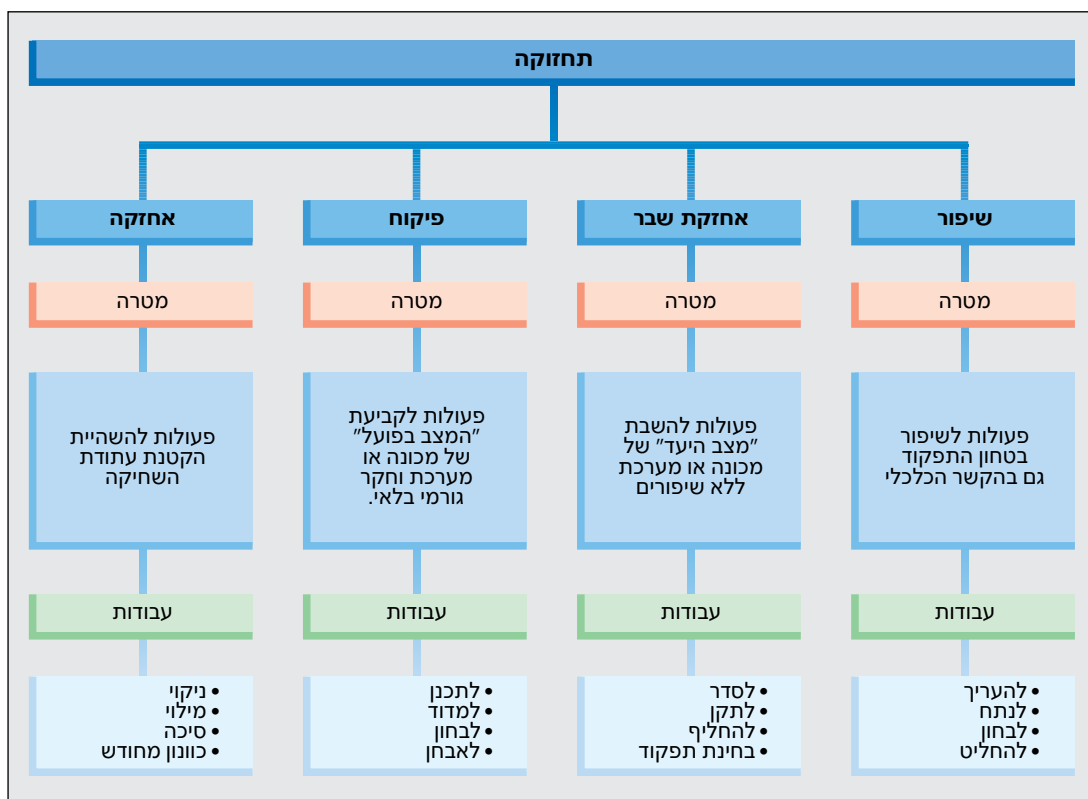 תחזוקה
שיפור
אחזקת שבר
פיקוח
אחזקה
מטרה
מטרה
מטרה
מטרה
פעולות לשיפור
בטחון התפקוד
גם בהקשר הכלכלי
פעולות להשבת
"מצב היעד" של
מכונה או מערכת
ללא שיפורים
פעולות לקביעת
"המצב בפועל"
של מכונה או
מערכת וחקר
גורמי בלאי.
פעולות להשהיית
הקטנת עתודת
השחיקה
עבודות
עבודות
עבודות
עבודות
• להעריך
• לנתח
• לבחון
• להחליט
• לסדר
• לתקן
• להחליף
• בחינת תפקוד
• לתכנן
• למדוד
• לבחון
• לאבחן
• ניקוי
• מילוי
• סיכה
• כוונון מחודש